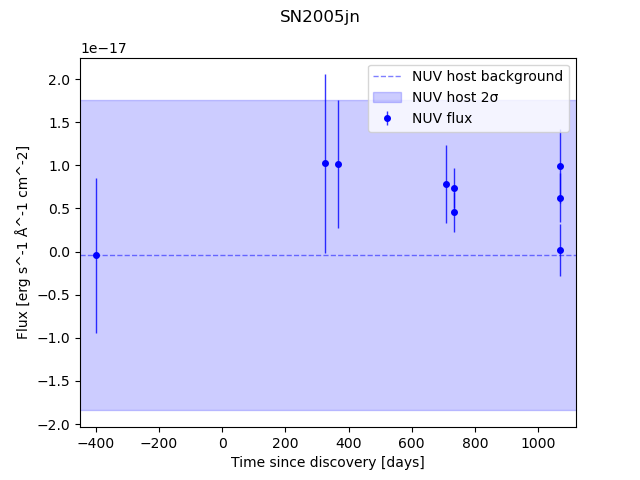 SN2005jn
1e−17
NUV host background
NUV host 2σ
NUV flux
2.0
1.5
1.0
0.5
0.0
−0.5
−1.0
−1.5
−2.0
Flux [erg s^-1 Å^-1 cm^-2]
−400 −200 0 200 400 600 800 1000
Time since discovery [days]